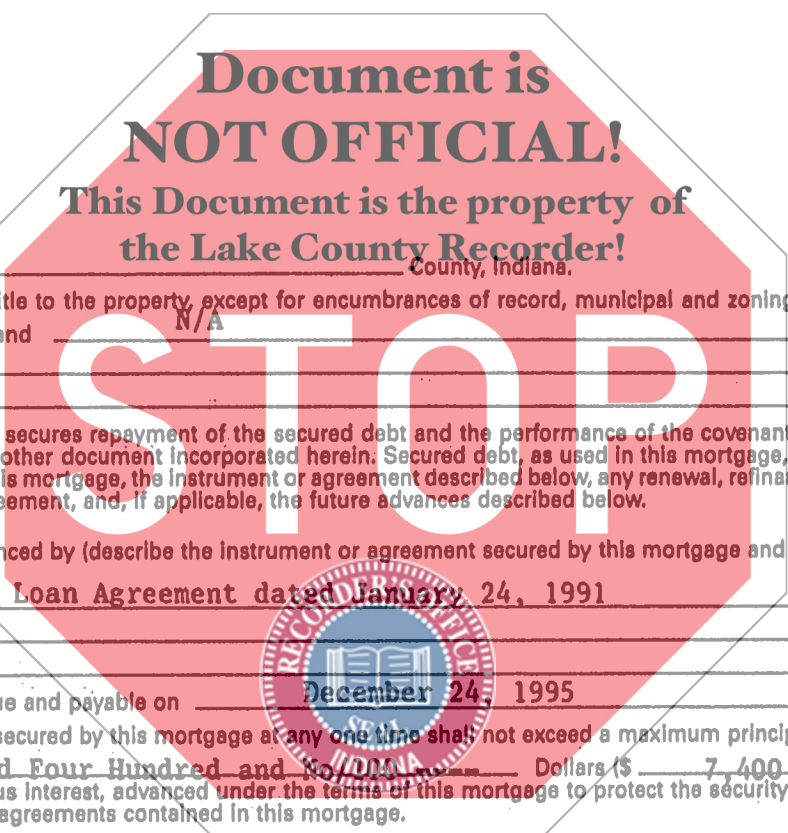 Document is
NOT OFFICIAL!
This Document is the property of
the Lake County Recorder!
County, Indiana.
itle to the property, except for encumbrances of record, municipal and zoning
end N/A
STOP
secures repayment of the secured debt and the performance of the covenant
other document incorporated herein. Secured debt, as used in this mortgage,
is mortgage, the instrument or agreement described below, any renewal, refina
eement, and, if applicable, the future advances described below.
nced by (describe the instrument or agreement secured by this mortgage and
Loan Agreement dated January 24, 1991
RECORDER'S OFFICE
SEAL
INDIANA
ue and payable on December 24, 1995
secured by this mortgage at any one time shall not exceed a maximum princip
d Four Hundred and No/100 Dollars ($ 7,400
us interest, advanced under the terms of this mortgage to protect the security
agreements contained in this mortgage.